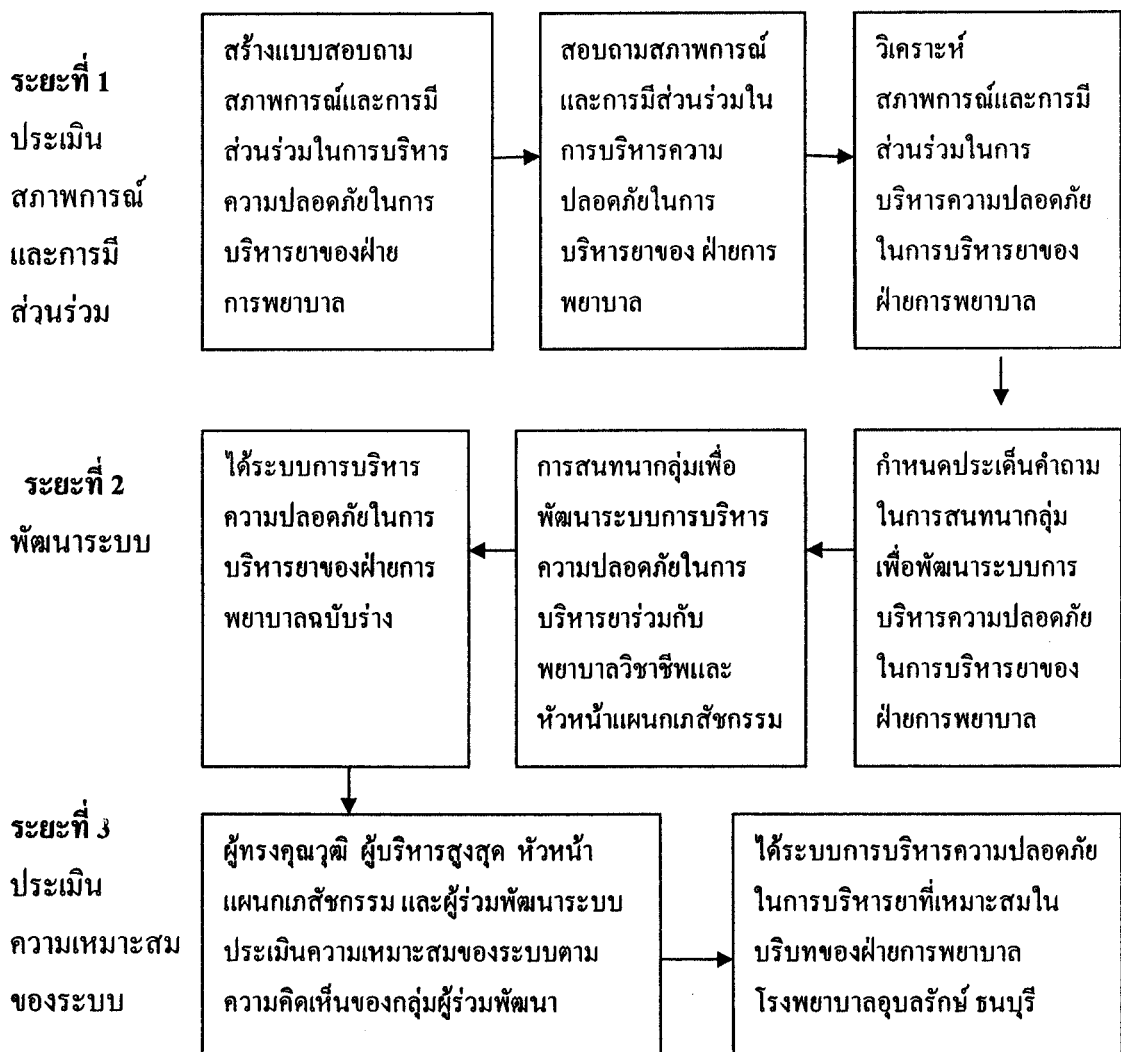 ระยะที่ 1
ประเมิน
สภาพการณ์
และการมี
ส่วนร่วม
สร้างแบบสอบถาม
สภาพการณ์และการมี
ส่วนร่วมในการบริหาร
ความปลอดภัยในการ
บริหารยาของฝ่าย
การพยาบาล
สอบถามสภาพการณ์
และการมีส่วนร่วมใน
การบริหารความ
ปลอดภัยในการ
บริหารยาของ ฝ่ายการ
พยาบาล
วิเคราะห์
สภาพการณ์และการมี
ส่วนร่วมในการ
บริหารความปลอดภัย
ในการบริหารยาของ
ฝ่ายการพยาบาล
ระยะที่ 2
พัฒนาระบบ
ได้ระบบการบริหาร
ความปลอดภัยในการ
บริหารยาของฝ่ายการ
พยาบาลฉบับร่าง
การสนทนากลุ่มเพื่อ
พัฒนาระบบการบริหาร
ความปลอดภัยในการ
บริหารยาร่วมกับ
พยาบาลวิชาชีพและ
หัวหน้าแผนกเภสัชกรรม
กำหนดประเด็นคำถาม
ในการสนทนากลุ่ม
เพื่อพัฒนาระบบการ
บริหารความปลอดภัย
ในการบริหารยาของ
ฝ่ายการพยาบาล
ระยะที่ 3
ประเมิน
ความเหมาะสม
ของระบบ
ผู้ทรงคุณวุฒิ ผู้บริหารสูงสุด หัวหน้า
แผนกเภสัชกรรม และผู้ร่วมพัฒนาระบบ
ประเมินความเหมาะสมของระบบตาม
ความคิดเห็นของกลุ่มผู้ร่วมพัฒนา
ได้ระบบการบริหารความปลอดภัย
ในการบริหารยาที่เหมาะสมใน
บริบทของฝ่ายการพยาบาล
โรงพยาบาลอุบลรักษ์ ธนบุรี